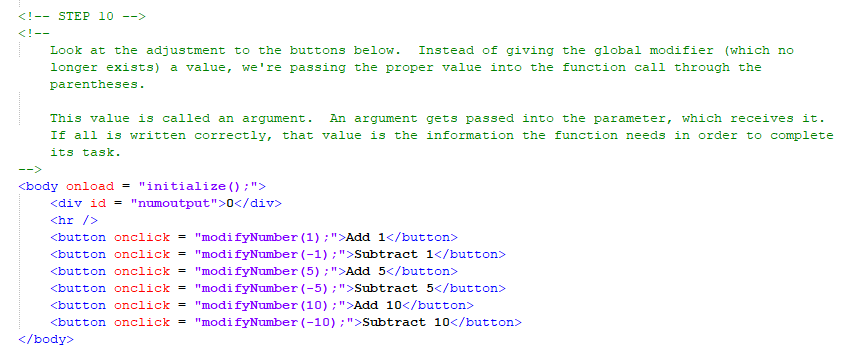 <!-- STEP 10 -->
<!--
Look at the adjustment to the buttons below.  Instead of giving the global modifier (which no
longer exists) a value, we're passing the proper value into the function call through the
parentheses.
This value is called an argument.  An argument gets passed into the parameter, which receives it.
If all is written correctly, that value is the information the function needs in order to complete
its task.
-->
<body onload = "initialize();">
<div id = "numoutput">0</div>
<hr />
<button onclick = "modifyNumber(1);">Add 1</button>
<button onclick = "modifyNumber(-1);">Subtract 1</button>
<button onclick = "modifyNumber(5);">Add 5</button>
<button onclick = "modifyNumber(-5);">Subtract 5</button>
<button onclick = "modifyNumber(10);">Add 10</button>
<button onclick = "modifyNumber(-10);">Subtract 10</button>
</body>